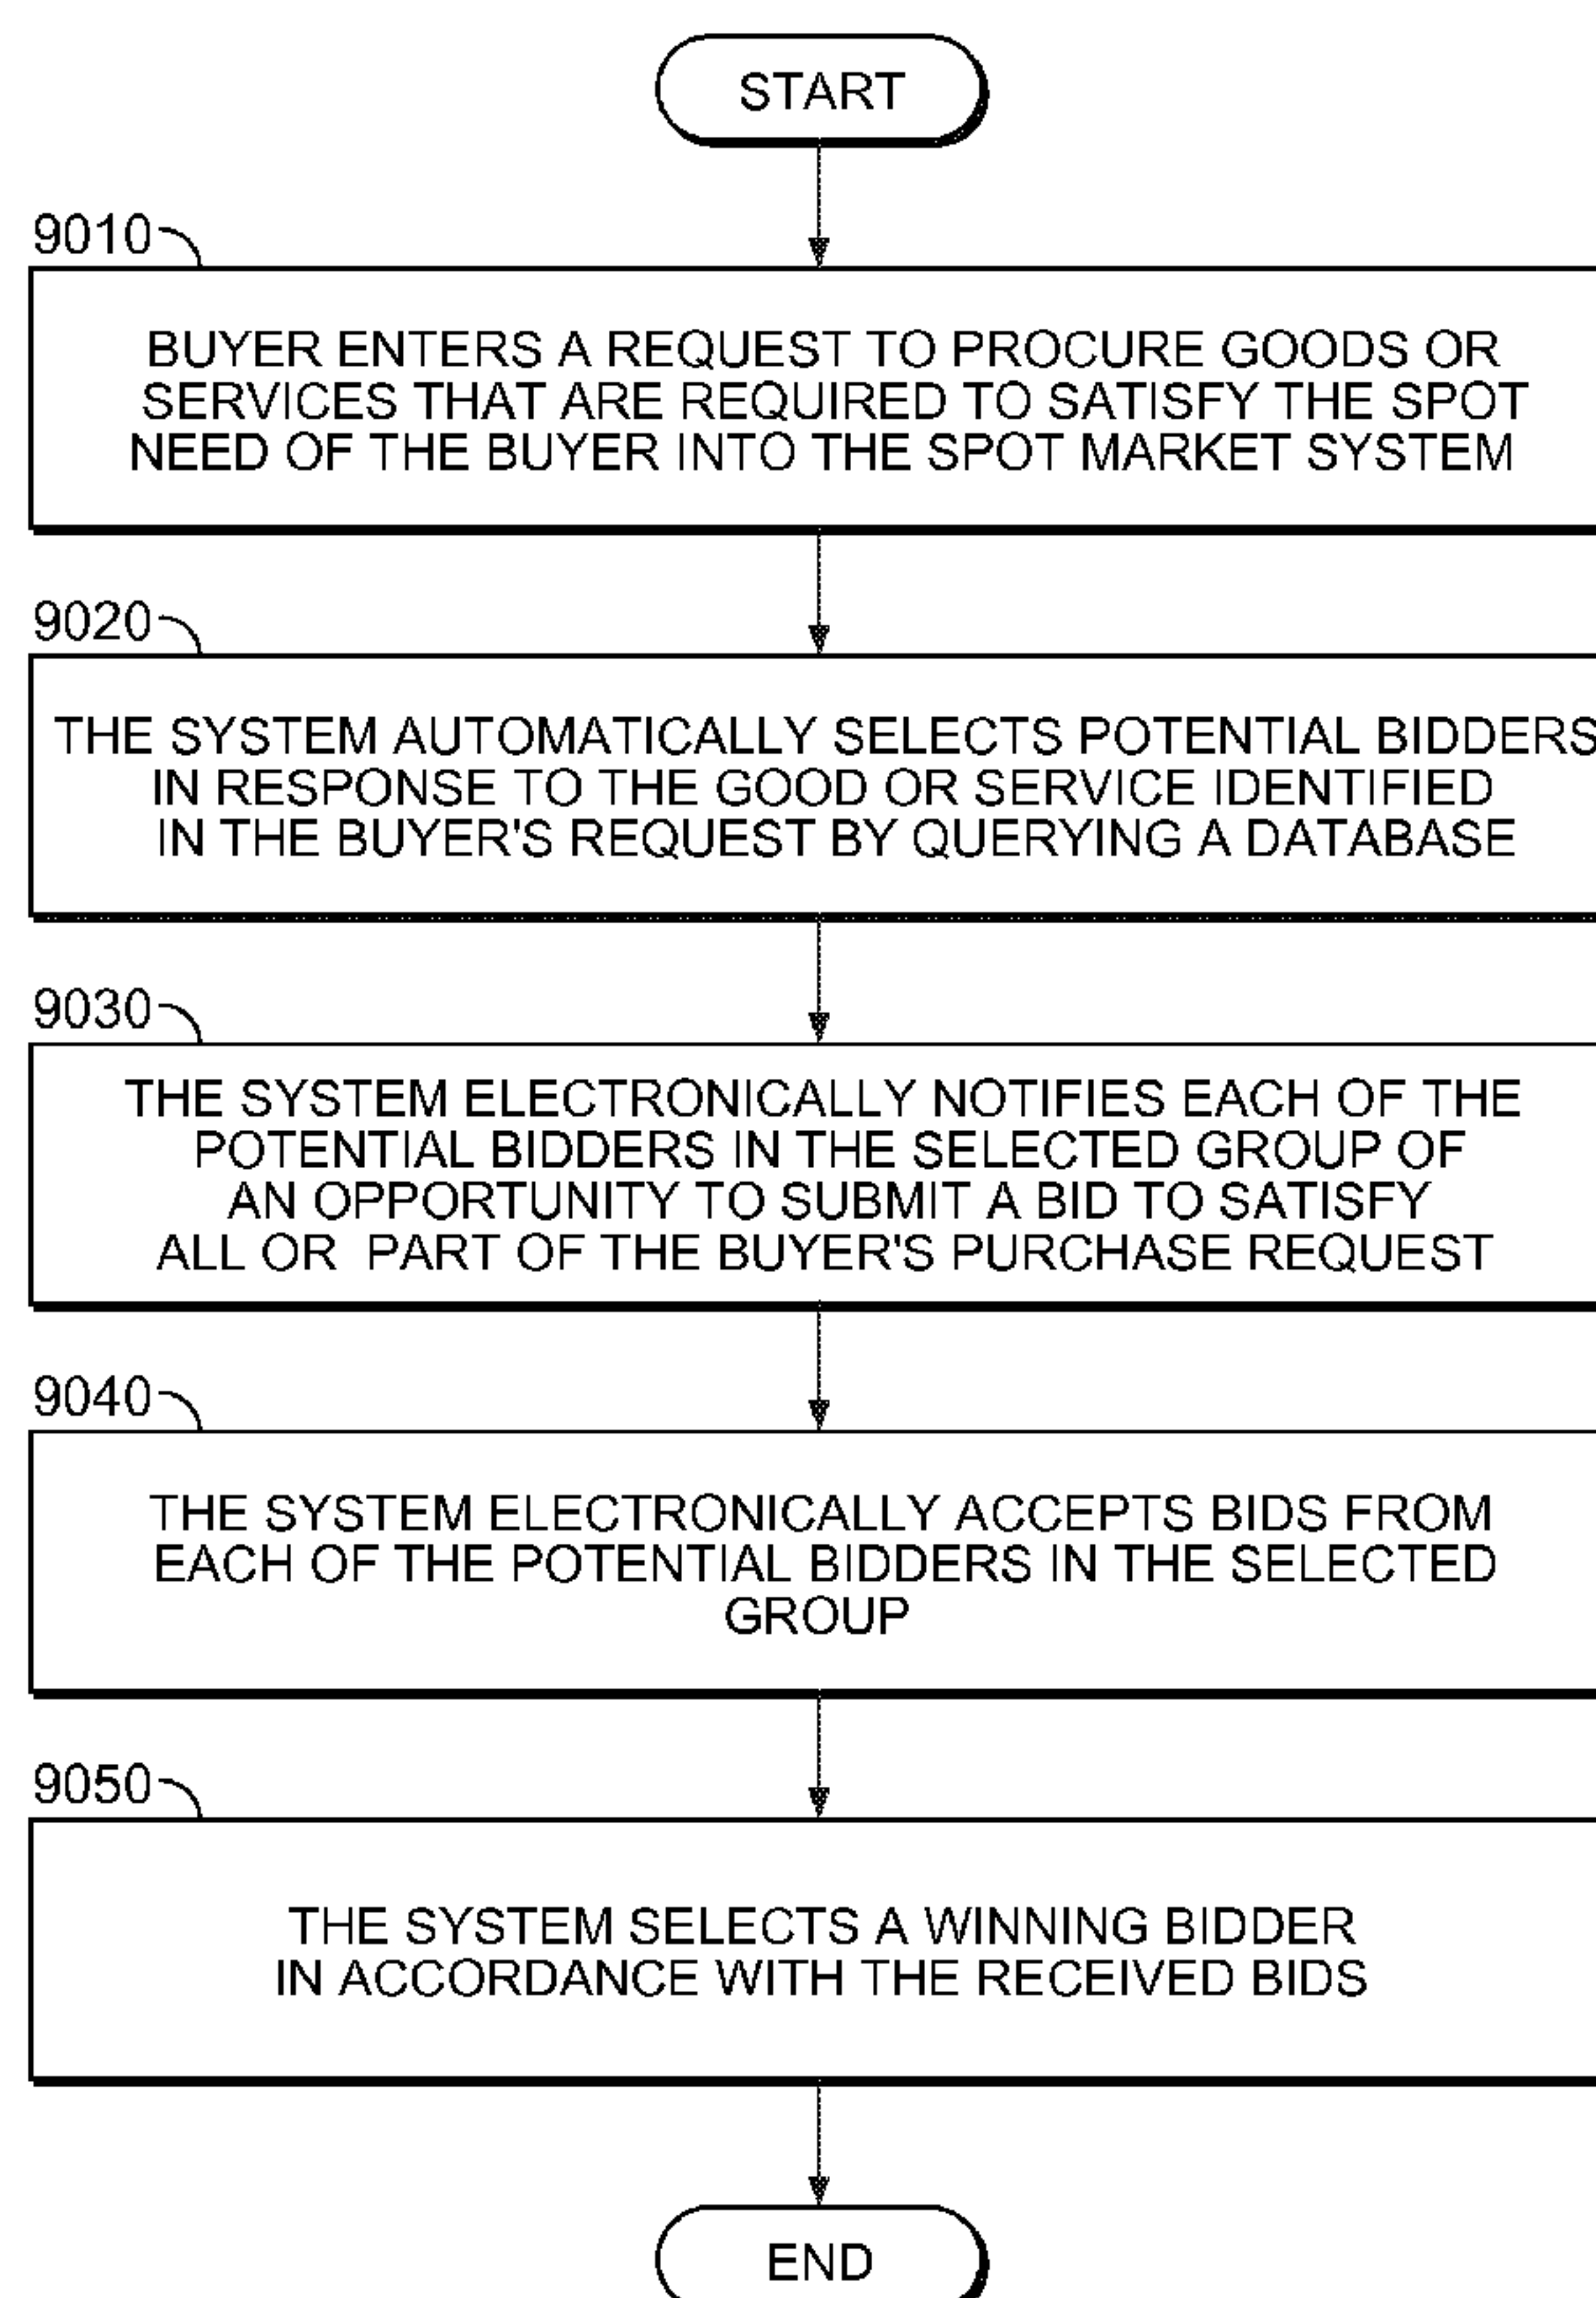 START
9010
BUYER ENTERS A REQUEST TO PROCURE GOODS OR
SERVICES THAT ARE REQUIRED TO SATISFY THE SPOT
NEED OF THE BUYER INTO THE SPOT MARKET SYSTEM
9020
THE SYSTEM AUTOMATICALLY SELECTS POTENTIAL BIDDERS
IN RESPONSE TO THE GOOD OR SERVICE IDENTIFIED
IN THE BUYER'S REQUEST BY QUERYING A DATABASE
9030
THE SYSTEM ELECTRONICALLY NOTIFIES EACH OF THE
POTENTIAL BIDDERS IN THE SELECTED GROUP OF
AN OPPORTUNITY TO SUBMIT A BID TO SATISFY
ALL OR PART OF THE BUYER'S PURCHASE REQUEST
9040
THE SYSTEM ELECTRONICALLY ACCEPTS BIDS FROM
EACH OF THE POTENTIAL BIDDERS IN THE SELECTED
GROUP
9050
THE SYSTEM SELECTS A WINNING BIDDER
IN ACCORDANCE WITH THE RECEIVED BIDS
END